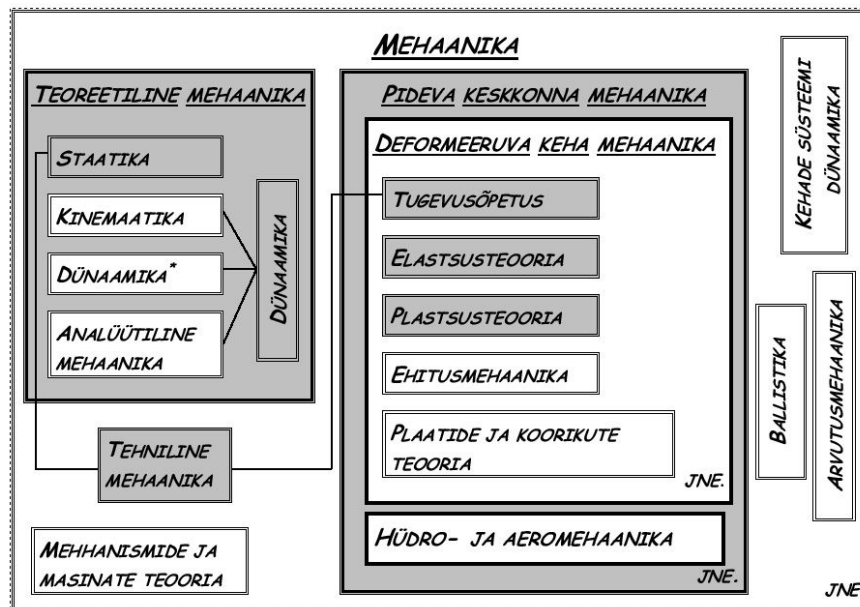 MEHAANIKA
TEOREETILINE MEHAANIKA
STAATIKA
KINEMAATIKA
DÜNAAMIKA*
ANALÜÜTILINE
MEHAANIKA
DÜNAAMIKA
TEHNILINE
MEHAANIKA
MEHHANISMIDE JA
MASINATE TEOORIA
PIDEVA KESKKONNA MEHAANIKA
DEFORMEERUVA KEHA MEHAANIKA
TUGEVUSÕPETUS
ELASTSUSTEOORIA
PLASTSUSTEOORIA
EHITUSMEHAANIKA
PLAATIDE JA KOORIKUTE
TEOORIA
JNE.
HÜDRO- JA AEROMEHAANIKA
JNE.
KEHADE SÜSTEEMI
DÜNAAMIKA
BALLISTIKA
ARVUTUSMEHAANIKA
JNE